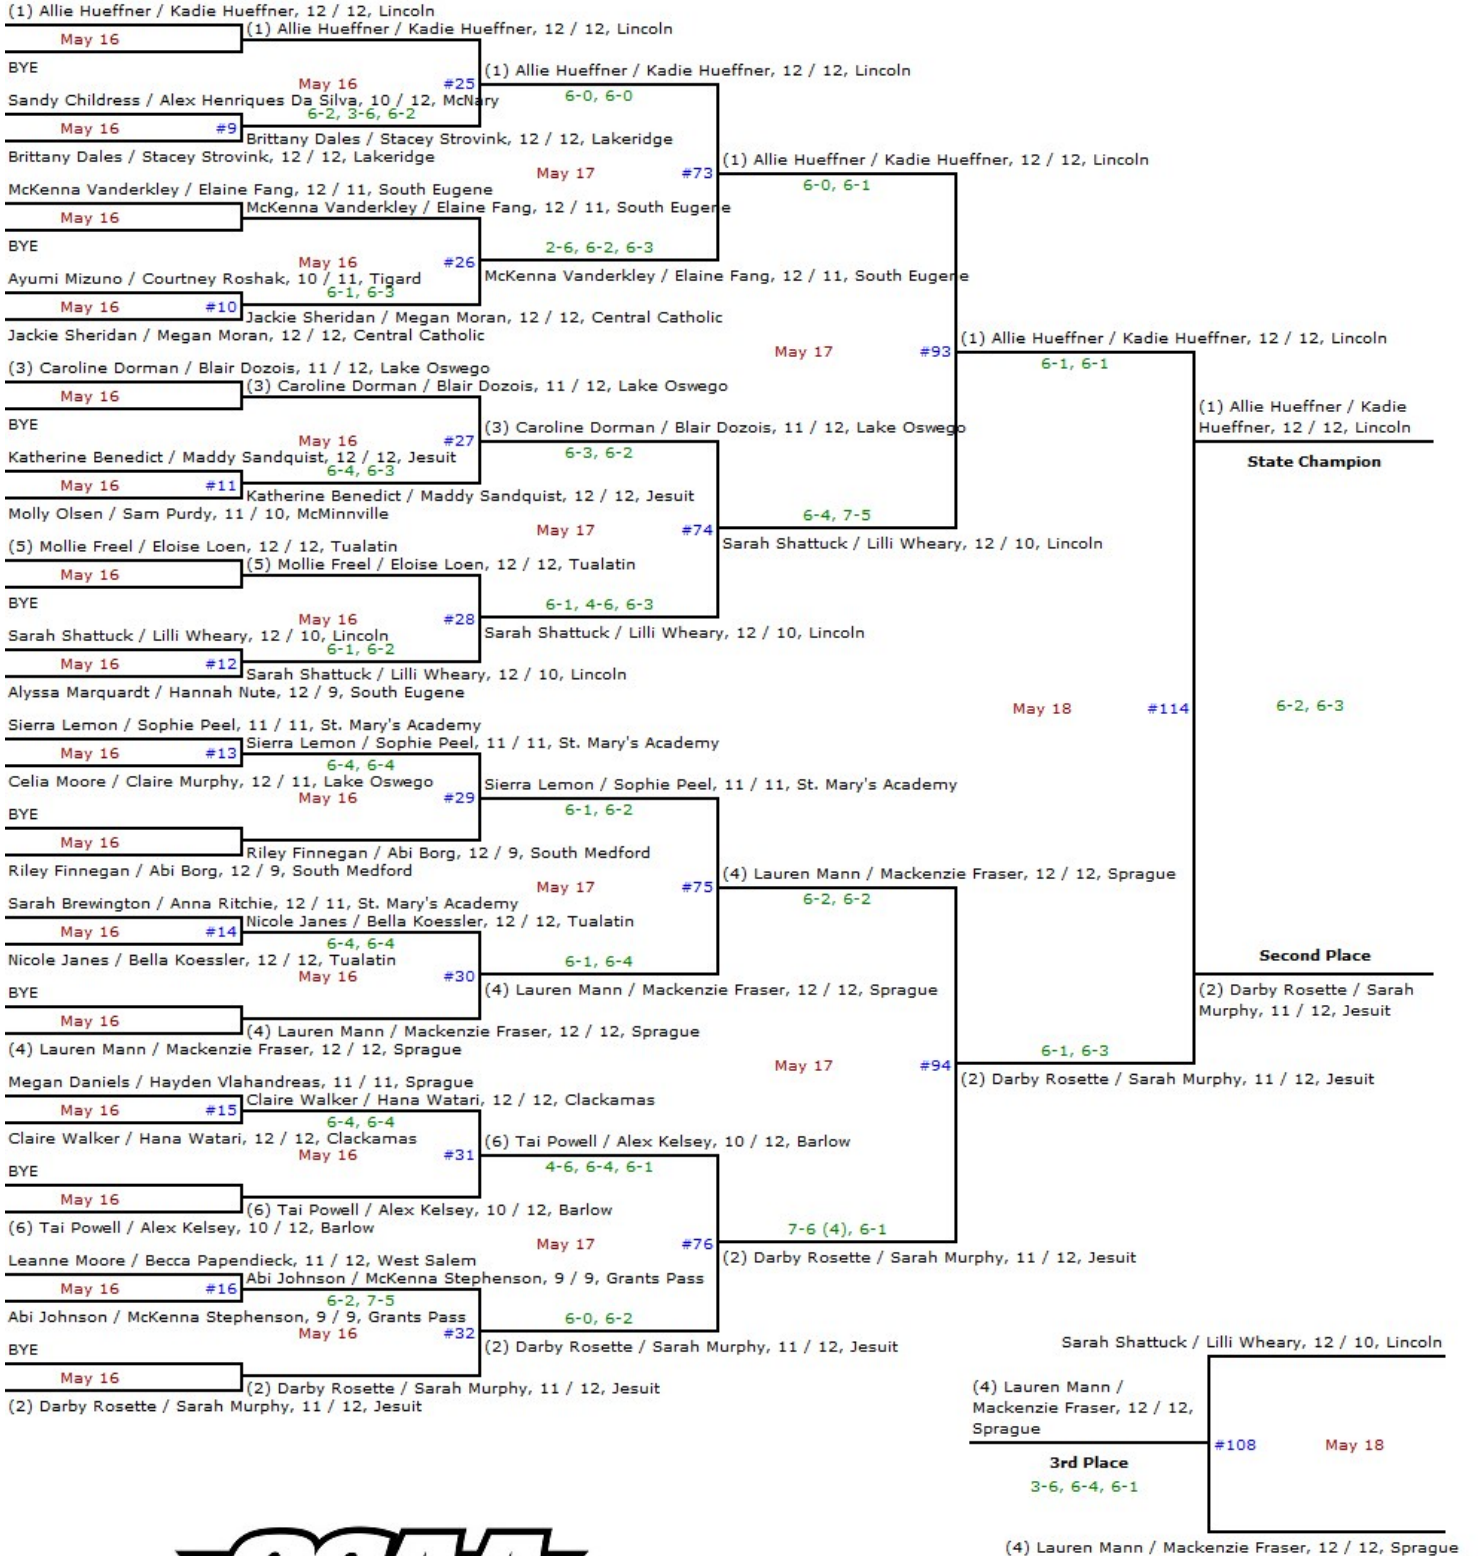 (1) Allie Hueffner / Kadie Hueffner, 12 / 12, Lincoln
May 16
(1) Allie Hueffner / Kadie Hueffner, 12 / 12, Lincoln
BYE
May 16 #25
(1) Allie Hueffner / Kadie Hueffner, 12 / 12, Lincoln
6-0, 6-0
Sandy Childress / Alex Henriques Da Silva, 10 / 12, McNary
6-2, 3-6, 6-2
May 16 #9
Brittany Dales / Stacey Strovink, 12 / 12, Lakeridge
Brittany Dales / Stacey Strovink, 12 / 12, Lakeridge
May 17 #73
(1) Allie Hueffner / Kadie Hueffner, 12 / 12, Lincoln
6-0, 6-1
McKenna Vanderkley / Elaine Fang, 12 / 11, South Eugene
May 16
McKenna Vanderkley / Elaine Fang, 12 / 11, South Eugene
BYE
2-6, 6-2, 6-3
May 16 #26
McKenna Vanderkley / Elaine Fang, 12 / 11, South Eugene
Ayumi Mizuno / Courtney Roshak, 10 / 11, Tigard
6-1, 6-3
May 16 #10
Jackie Sheridan / Megan Moran, 12 / 12, Central Catholic
Jackie Sheridan / Megan Moran, 12 / 12, Central Catholic
May 17 #93
(1) Allie Hueffner / Kadie Hueffner, 12 / 12, Lincoln
6-1, 6-1
(3) Caroline Dorman / Blair Dozois, 11 / 12, Lake Oswego
May 16
(3) Caroline Dorman / Blair Dozois, 11 / 12, Lake Oswego
BYE
May 16 #27
(3) Caroline Dorman / Blair Dozois, 11 / 12, Lake Oswego
6-3, 6-2
(1) Allie Hueffner / Kadie
Hueffner, 12 / 12, Lincoln
State Champion
Katherine Benedict / Maddy Sandquist, 12 / 12, Jesuit
6-4, 6-3
May 16 #11
Katherine Benedict / Maddy Sandquist, 12 / 12, Jesuit
Molly Olsen / Sam Purdy, 11 / 10, McMinnville
May 17 #74
6-4, 7-5
Sarah Shattuck / Lilli Wheary, 12 / 10, Lincoln
(5) Mollie Freel / Eloise Loen, 12 / 12, Tualatin
May 16
(5) Mollie Freel / Eloise Loen, 12 / 12, Tualatin
BYE
6-1, 4-6, 6-3
May 16 #28
Sarah Shattuck / Lilli Wheary, 12 / 10, Lincoln
Sarah Shattuck / Lilli Wheary, 12 / 10, Lincoln
6-1, 6-2
May 16 #12
Sarah Shattuck / Lilli Wheary, 12 / 10, Lincoln
Alyssa Marquardt / Hannah Nute, 12 / 9, South Eugene
May 18 #114
6-2, 6-3
Sierra Lemon / Sophie Peel, 11 / 11, St. Mary's Academy
May 16 #13
Sierra Lemon / Sophie Peel, 11 / 11, St. Mary's Academy
6-4, 6-4
Celia Moore / Claire Murphy, 12 / 11, Lake Oswego
May 16 #29
Sierra Lemon / Sophie Peel, 11 / 11, St. Mary's Academy
6-1, 6-2
BYE
May 16
Riley Finnegan / Abi Borg, 12 / 9, South Medford
Riley Finnegan / Abi Borg, 12 / 9, South Medford
May 17 #75
(4) Lauren Mann / Mackenzie Fraser, 12 / 12, Sprague
6-2, 6-2
Sarah Brewington / Anna Ritchie, 12 / 11, St. Mary's Academy
May 16 #14
Nicole Janes / Bella Koessler, 12 / 12, Tualatin
6-4, 6-4
Nicole Janes / Bella Koessler, 12 / 12, Tualatin
6-1, 6-4
May 16 #30
(4) Lauren Mann / Mackenzie Fraser, 12 / 12, Sprague
BYE
Second Place
(2) Darby Rosette / Sarah
Murphy, 11 / 12, Jesuit
May 16
(4) Lauren Mann / Mackenzie Fraser, 12 / 12, Sprague
(4) Lauren Mann / Mackenzie Fraser, 12 / 12, Sprague
May 17 #94
6-1, 6-3
(2) Darby Rosette / Sarah Murphy, 11 / 12, Jesuit
Megan Daniels / Hayden Vlahandreas, 11 / 11, Sprague
May 16 #15
Claire Walker / Hana Watari, 12 / 12, Clackamas
6-4, 6-4
Claire Walker / Hana Watari, 12 / 12, Clackamas
May 16 #31
(6) Tai Powell / Alex Kelsey, 10 / 12, Barlow
4-6, 6-4, 6-1
BYE
May 16
(6) Tai Powell / Alex Kelsey, 10 / 12, Barlow
(6) Tai Powell / Alex Kelsey, 10 / 12, Barlow
May 17 #76
7-6 (4), 6-1
(2) Darby Rosette / Sarah Murphy, 11 / 12, Jesuit
Leanne Moore / Becca Papendieck, 11 / 12, West Salem
May 16 #16
Abi Johnson / McKenna Stephenson, 9 / 9, Grants Pass
6-2, 7-5
Abi Johnson / McKenna Stephenson, 9 / 9, Grants Pass
6-0, 6-2
May 16 #32
(2) Darby Rosette / Sarah Murphy, 11 / 12, Jesuit
BYE
May 16
(2) Darby Rosette / Sarah Murphy, 11 / 12, Jesuit
(2) Darby Rosette / Sarah Murphy, 11 / 12, Jesuit
Sarah Shattuck / Lilli Wheary, 12 / 10, Lincoln
(4) Lauren Mann /
Mackenzie Fraser, 12 / 12,
Sprague
#108 May 18
3rd Place
3-6, 6-4, 6-1
(4) Lauren Mann / Mackenzie Fraser, 12 / 12, Sprague